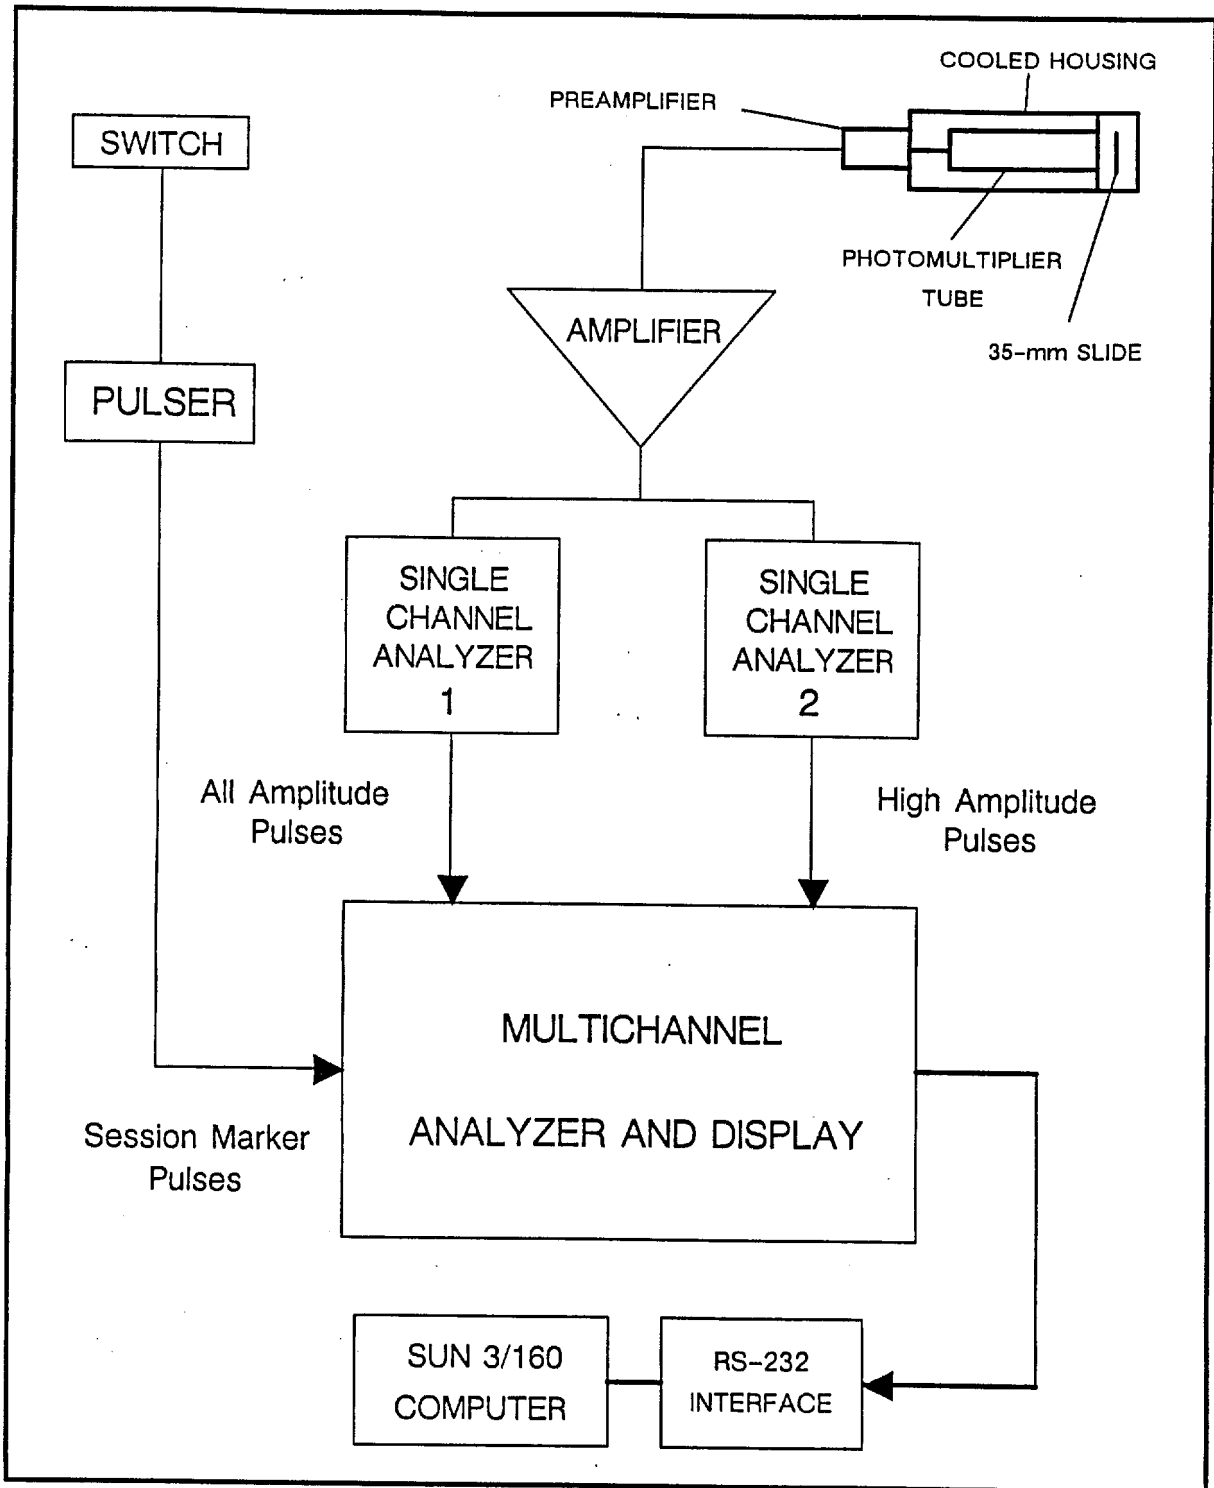 COOLED HOUSING
PREAMPLIFIER
SWITCH
PHOTOMULTIPLIER
TUBE
35-mm SLIDE
AMPLIFIER
PULSER
SINGLE
CHANNEL
ANALYZER
1
SINGLE
CHANNEL
ANALYZER
2
All Amplitude
Pulses
High Amplitude
Pulses
MULTICHANNEL
ANALYZER AND DISPLAY
Session Marker
Pulses
SUN 3/160
COMPUTER
RS-232
INTERFACE